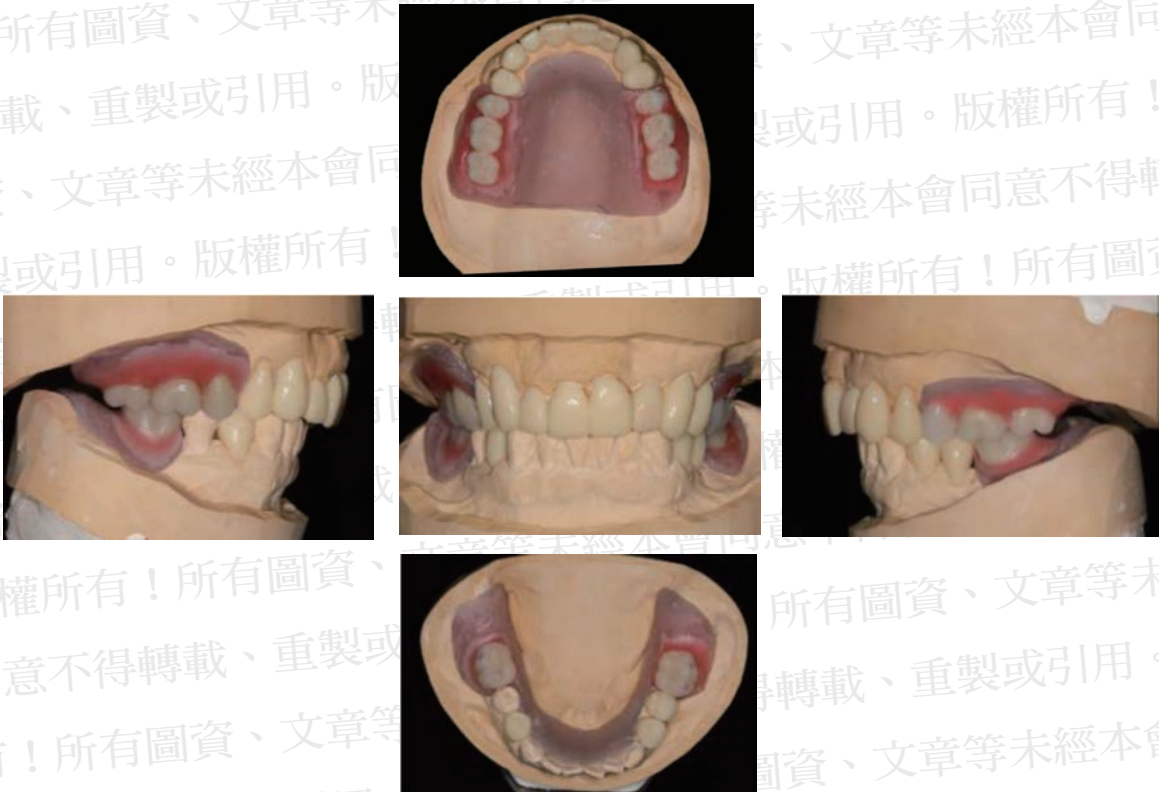 所有圖資、文章等未 資、文章等未經本會同
載、重製或引用。版 製或引用。版權所有！
、文章等未經本會同 等未經本會同意不得轉
製或引用。版權所有！ 。版權所有！所有圖資
權所有！所有圖資、 所有圖資、文章等未
意不得轉載、重製或 得轉載、重製或引用。
！所有圖資、文章等 圖資、文章等未經本會